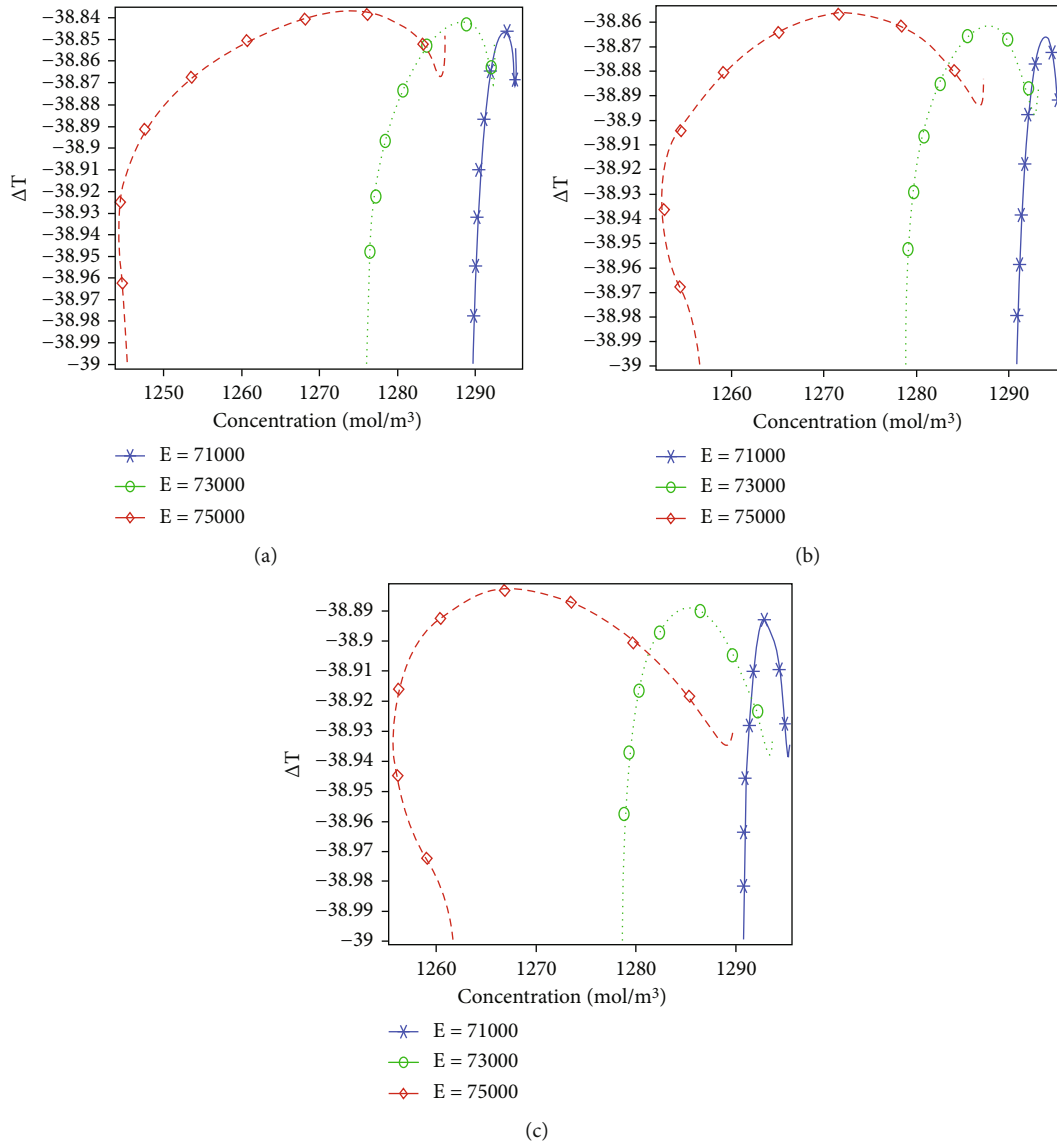 −38.84
−38.85
−38.86
−38.87
−38.88
−38.89
−38.9
−38.91
−38.92
−38.93
−38.94
−38.95
−38.96
−38.97
−38.98
−38.99
−39
ΔT
1250 1260 1270 1280 1290
Concentration (mol/m³)
E = 71000
E = 73000
E = 75000
(a)
−38.86
−38.87
−38.88
−38.89
−38.9
−38.91
−38.92
−38.93
−38.94
−38.95
−38.96
−38.97
−38.98
−38.99
−39
ΔT
1260 1270 1280 1290
Concentration (mol/m³)
E = 71000
E = 73000
E = 75000
(b)
−38.89
−38.9
−38.91
−38.92
−38.93
−38.94
−38.95
−38.96
−38.97
−38.98
−38.99
−39
ΔT
1260 1270 1280 1290
Concentration (mol/m³)
E = 71000
E = 73000
E = 75000
(c)